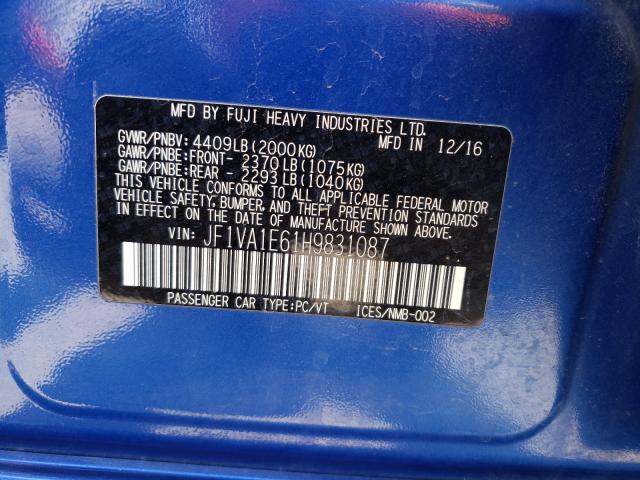 MFD BY FUJI HEAVY INDUSTRIES LTD.
MFD IN 12/16
GVWR/PNBV: 4409LB(2000KG)
GAWR/PNBE:FRONT- 2370LB(1075KG)
GAWR/PNBE:REAR - 2293LB(1040KG)
THIS VEHICLE CONFORMS TO ALL APPLICABLE FEDERAL MOTOR
VEHICLE SAFETY, BUMPER, AND THEFT PREVENTION STANDARDS
IN EFFECT ON THE DATE OF MANUFACTURE SHOWN ABOVE.
VIN: JF1VA1E61H9831087
PASSENGER CAR TYPE:PC/VT ICES/NMB-002